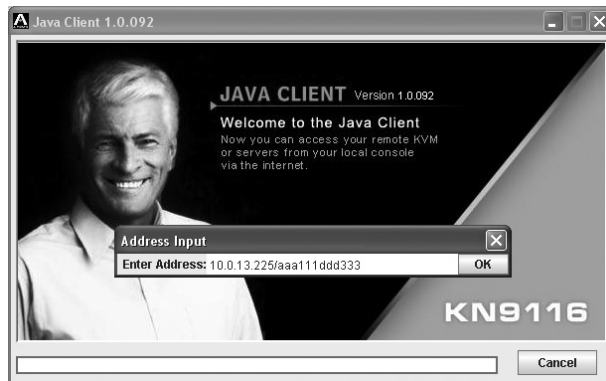 Java Client 1.0.092
JAVA CLIENT Version 1.0.092
Welcome to the Java Client
Now you can access your remote KVM
or servers from your local console
via the internet.
Address Input
Enter Address: 10.0.13.225/aaa111ddd333
OK
KN9116
Cancel